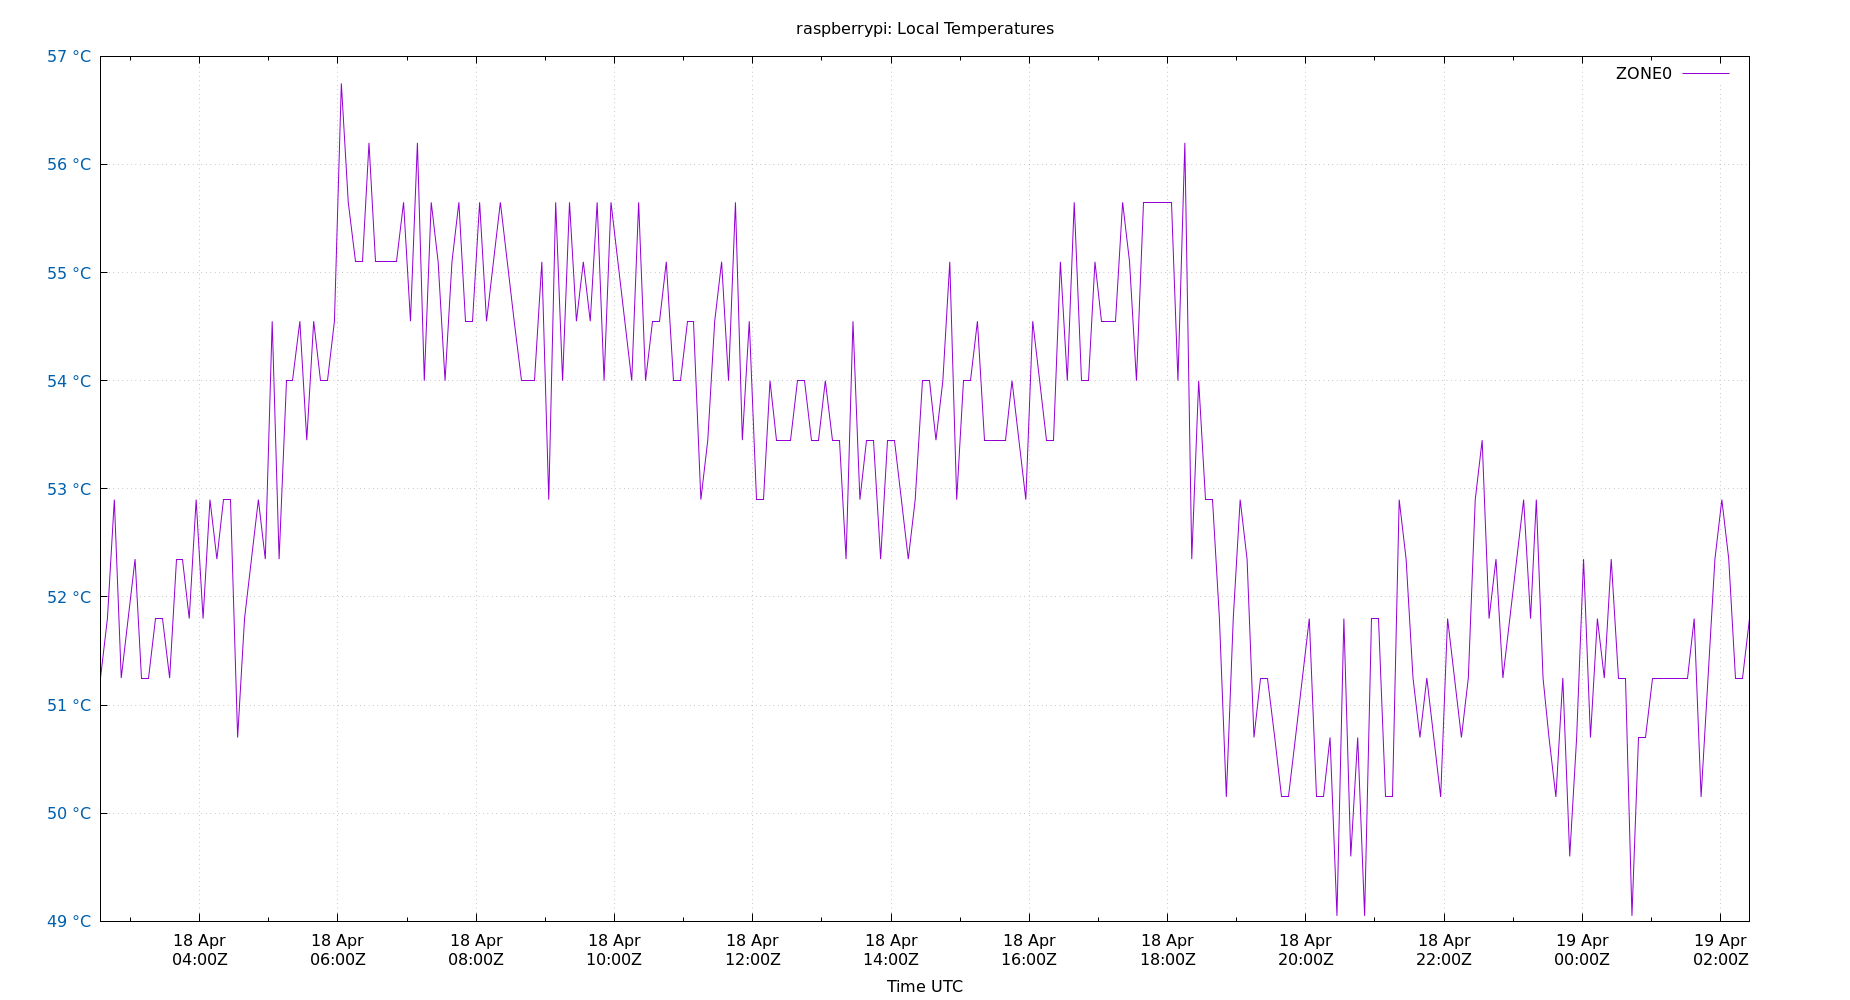 raspberrypi: Local Temperatures
57 °C
ZONE0
56 °C
55 °C
54 °C
53 °C
52 °C
51 °C
50 °C
49 °C
18 Apr 18 Apr 18 Apr 18 Apr 18 Apr 18 Apr 18 Apr 18 Apr 18 Apr 18 Apr 19 Apr 19 Apr
04:00Z 06:00Z 08:00Z 10:00Z 12:00Z 14:00Z 16:00Z 18:00Z 20:00Z 22:00Z 00:00Z 02:00Z
Time UTC